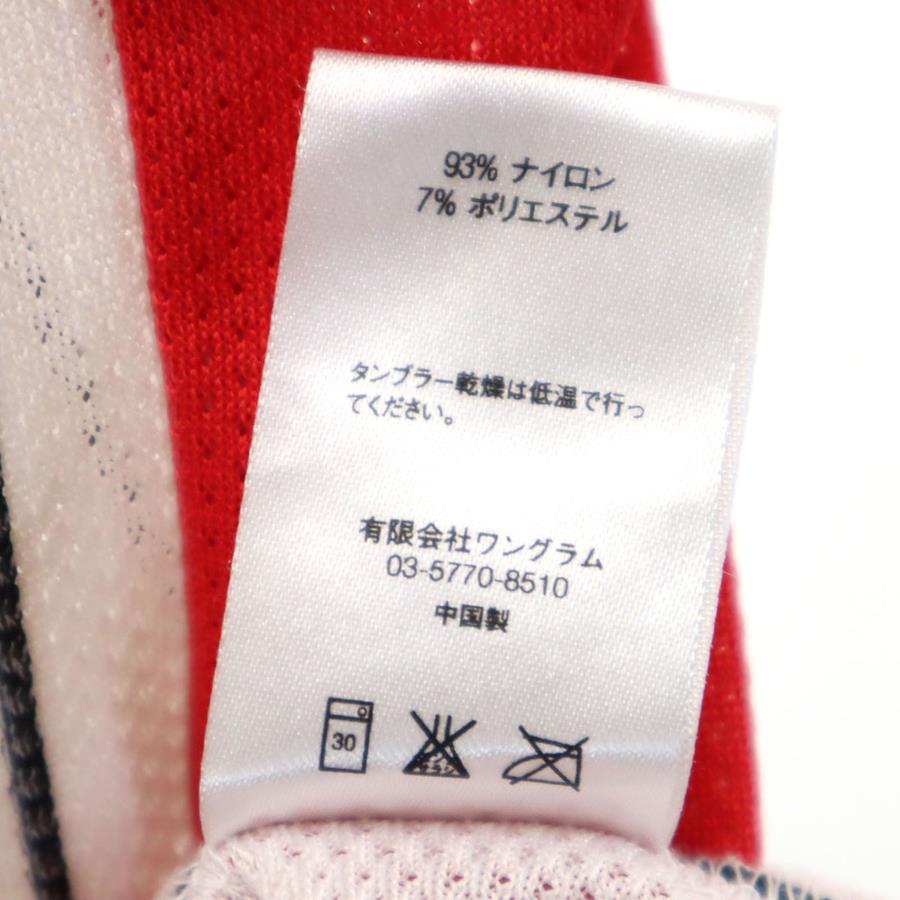 93% ナイロン
7% ポリエステル
タンブラー乾燥は低温で行っ
てください。
有限会社ワングラム
03-5770-8510
中国製
30